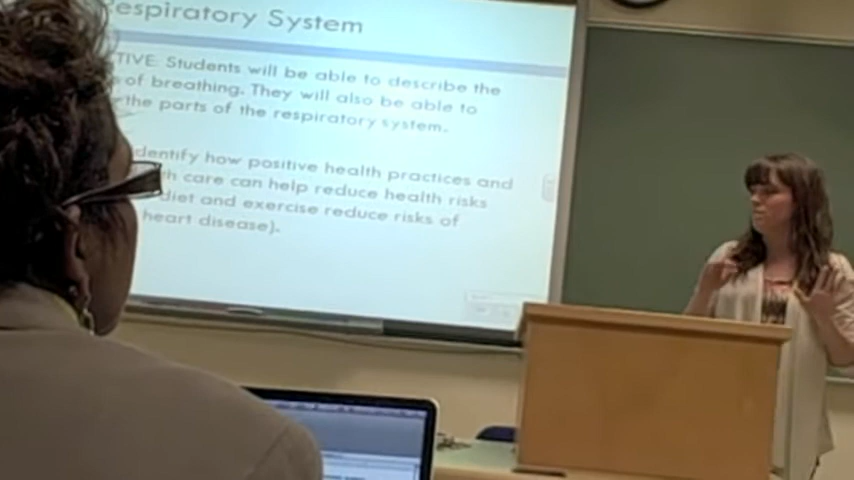 espiratory System
TIVE: Students will be able to describe the
of breathing. They will also be able to
the parts of the respiratory system.
dentify how positive health practices and
h care can help reduce health risks
diet and exercise reduce risks of
heart disease).